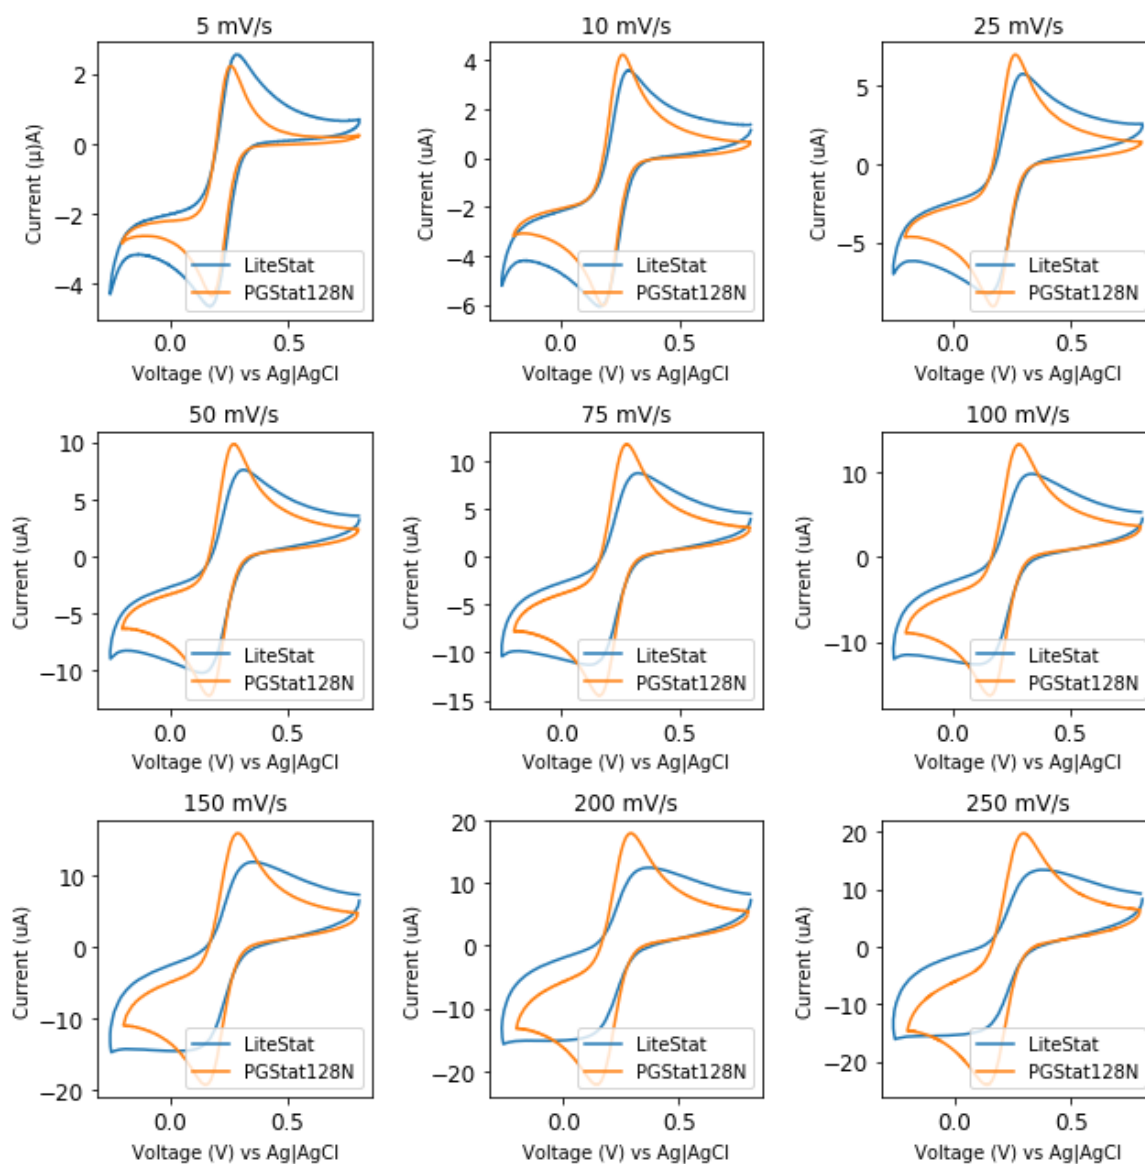 5 mV/s
10 mV/s
25 mV/s
2
0
−2
−4
Current (μ)A)
0.0
0.5
Voltage (V) vs Ag|AgCl
LiteStat
PGStat128N
4
2
0
−2
−4
−6
Current (uA)
0.0
0.5
Voltage (V) vs Ag|AgCl
LiteStat
PGStat128N
5
0
−5
Current (uA)
0.0
0.5
Voltage (V) vs Ag|AgCl
LiteStat
PGStat128N
50 mV/s
75 mV/s
100 mV/s
10
5
0
−5
−10
Current (uA)
0.0
0.5
Voltage (V) vs Ag|AgCl
LiteStat
PGStat128N
10
5
0
−5
−10
−15
Current (uA)
0.0
0.5
Voltage (V) vs Ag|AgCl
LiteStat
PGStat128N
10
0
−10
Current (uA)
0.0
0.5
Voltage (V) vs Ag|AgCl
LiteStat
PGStat128N
150 mV/s
200 mV/s
250 mV/s
10
0
−10
−20
Current (uA)
0.0
0.5
Voltage (V) vs Ag|AgCl
LiteStat
PGStat128N
20
10
0
−10
−20
Current (uA)
0.0
0.5
Voltage (V) vs Ag|AgCl
LiteStat
PGStat128N
20
10
0
−10
−20
Current (uA)
0.0
0.5
Voltage (V) vs Ag|AgCl
LiteStat
PGStat128N